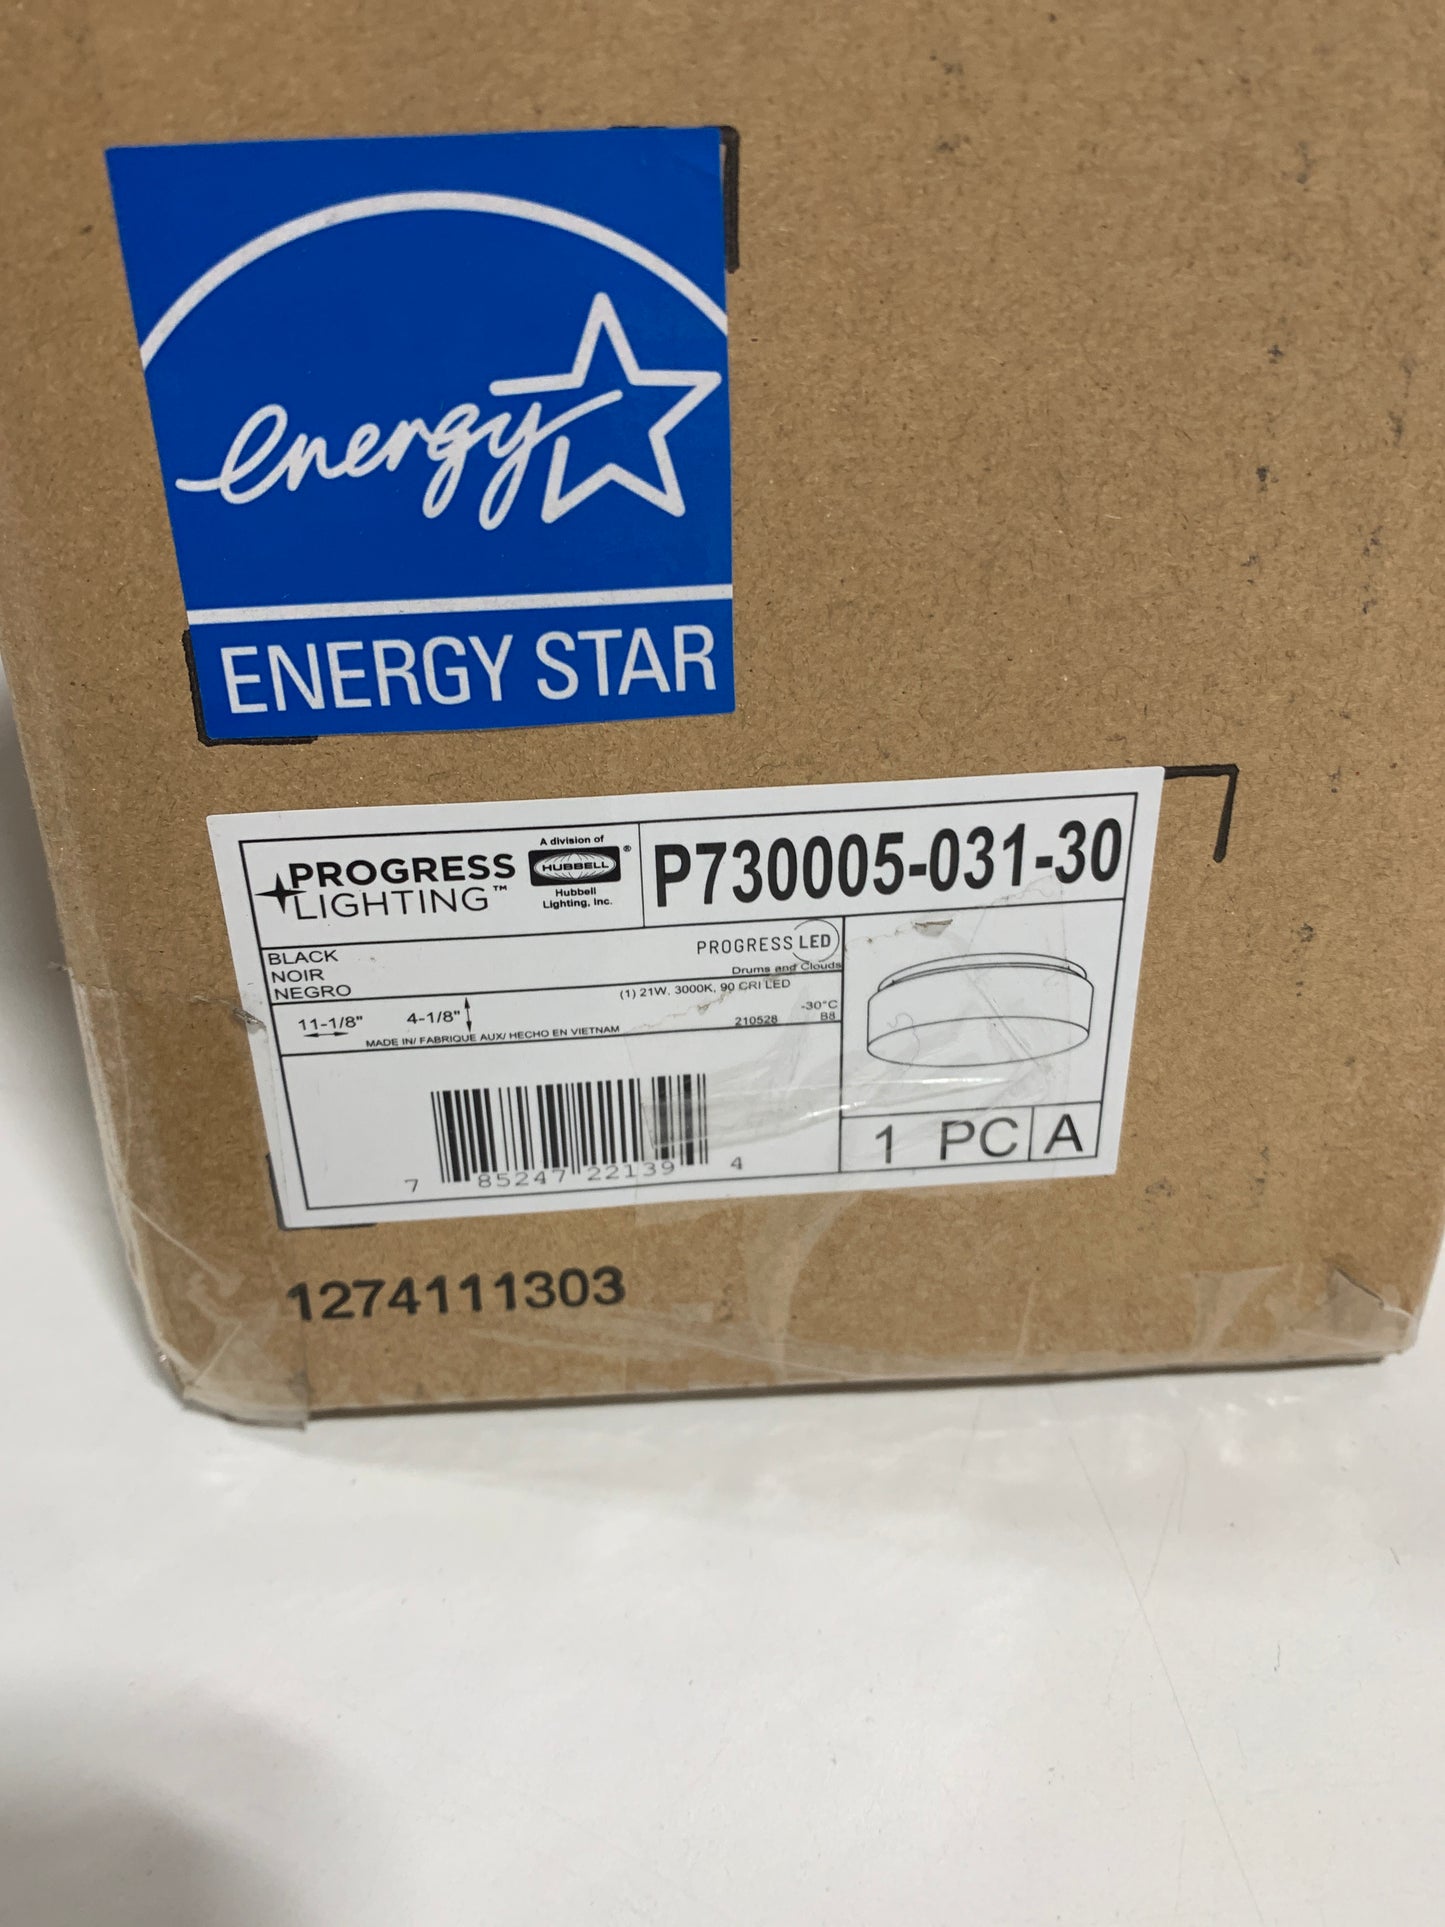 energy
ENERGY STAR
PROGRESS
LIGHTING™
A division of
HUBBELL®
Hubbell
Lighting, Inc.
P730005-031-30
BLACK
NOIR
NEGRO
PROGRESS LED
Drums and Clouds
(1) 21W, 3000K, 90 CRI LED
11-1/8" 4-1/8"
-30°C
210528 B8
MADE IN/ FABRIQUE AUX/ HECHO EN VIETNAM
7 85247 22139 4
1 PC A
1274111303